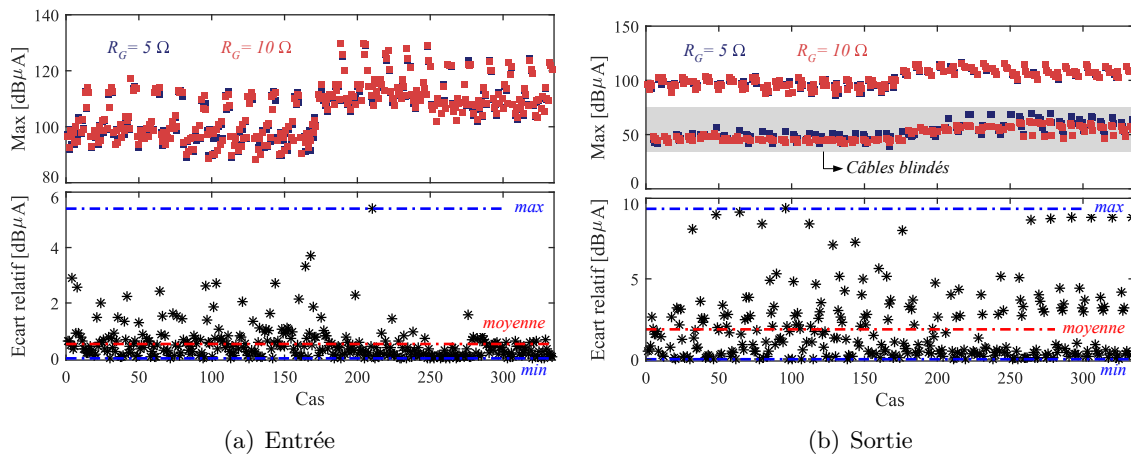 140
120
100
80
Max [dBµA]
R_G= 5 Ω
R_G= 10 Ω
6
4
2
0
Ecart relatif [dBµA]
max
moyenne
min
0 50 100 150 200 250 300
Cas
(a) Entrée
150
100
50
0
Max [dBµA]
R_G= 5 Ω
R_G= 10 Ω
Câbles blindés
10
5
0
Ecart relatif [dBµA]
max
moyenne
min
0 50 100 150 200 250 300
Cas
(b) Sortie